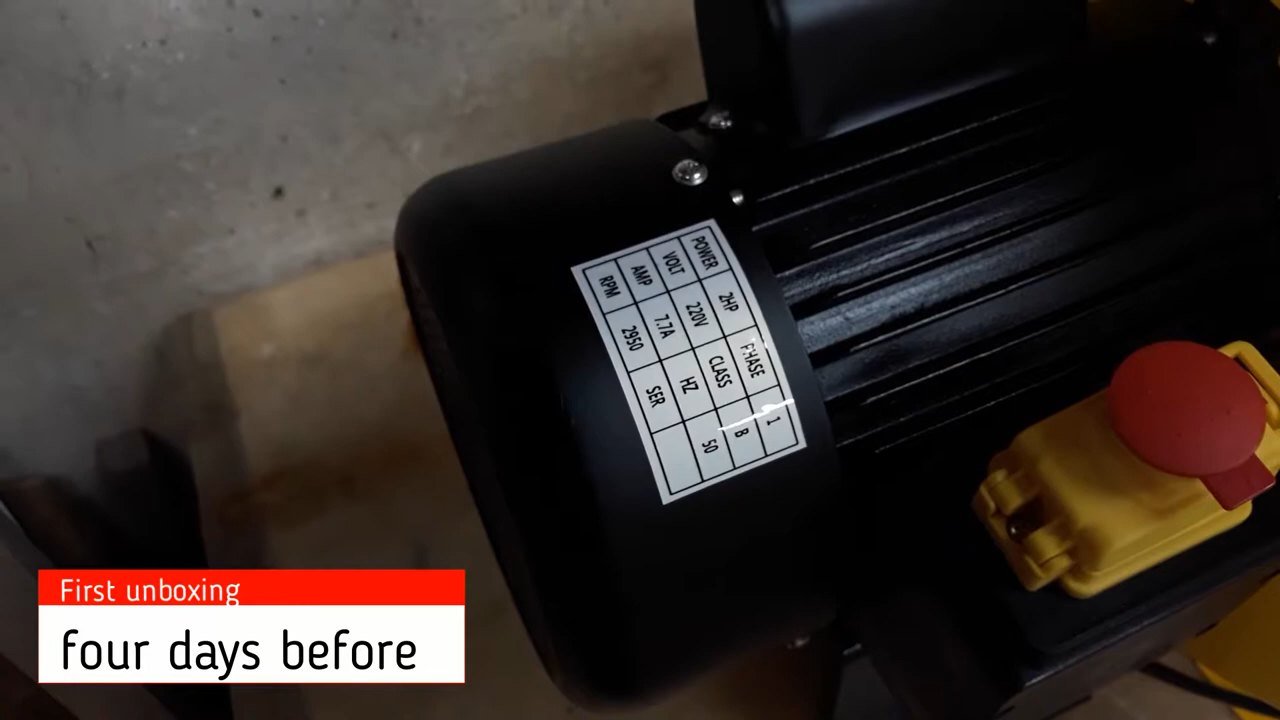 POWER 2HP PHASE 1
VOLT 220V CLASS B
AMP 7.7A HZ 50
RPM 2950 SER
First unboxing
four days before